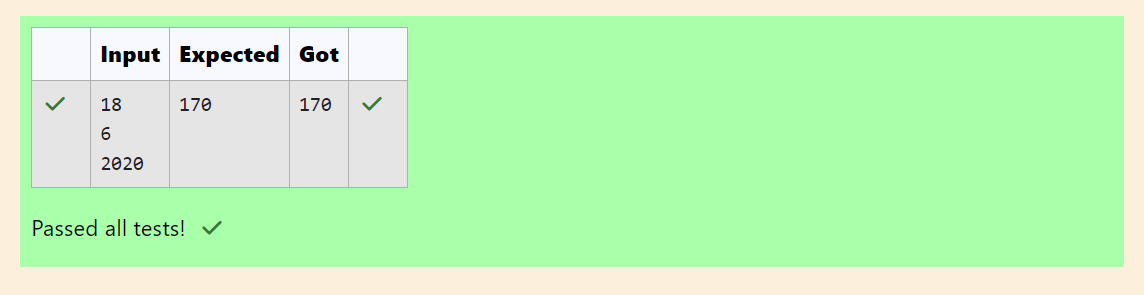 Input Expected Got
18 170 170
6
2020
Passed all tests!